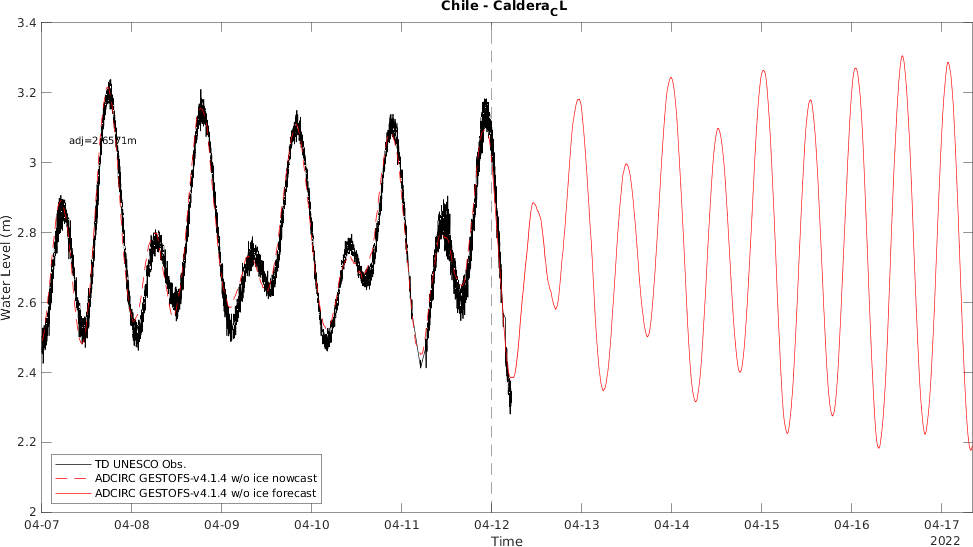 Chile - CalderaCL
3.4
3.2
3
2.8
2.6
2.4
2.2
2
Water Level (m)
adj=2.6571m
TD UNESCO Obs.
ADCIRC GESTOFS-v4.1.4 w/o ice nowcast
ADCIRC GESTOFS-v4.1.4 w/o ice forecast
04-07 04-08 04-09 04-10 04-11 04-12 04-13 04-14 04-15 04-16 04-17
Time 2022